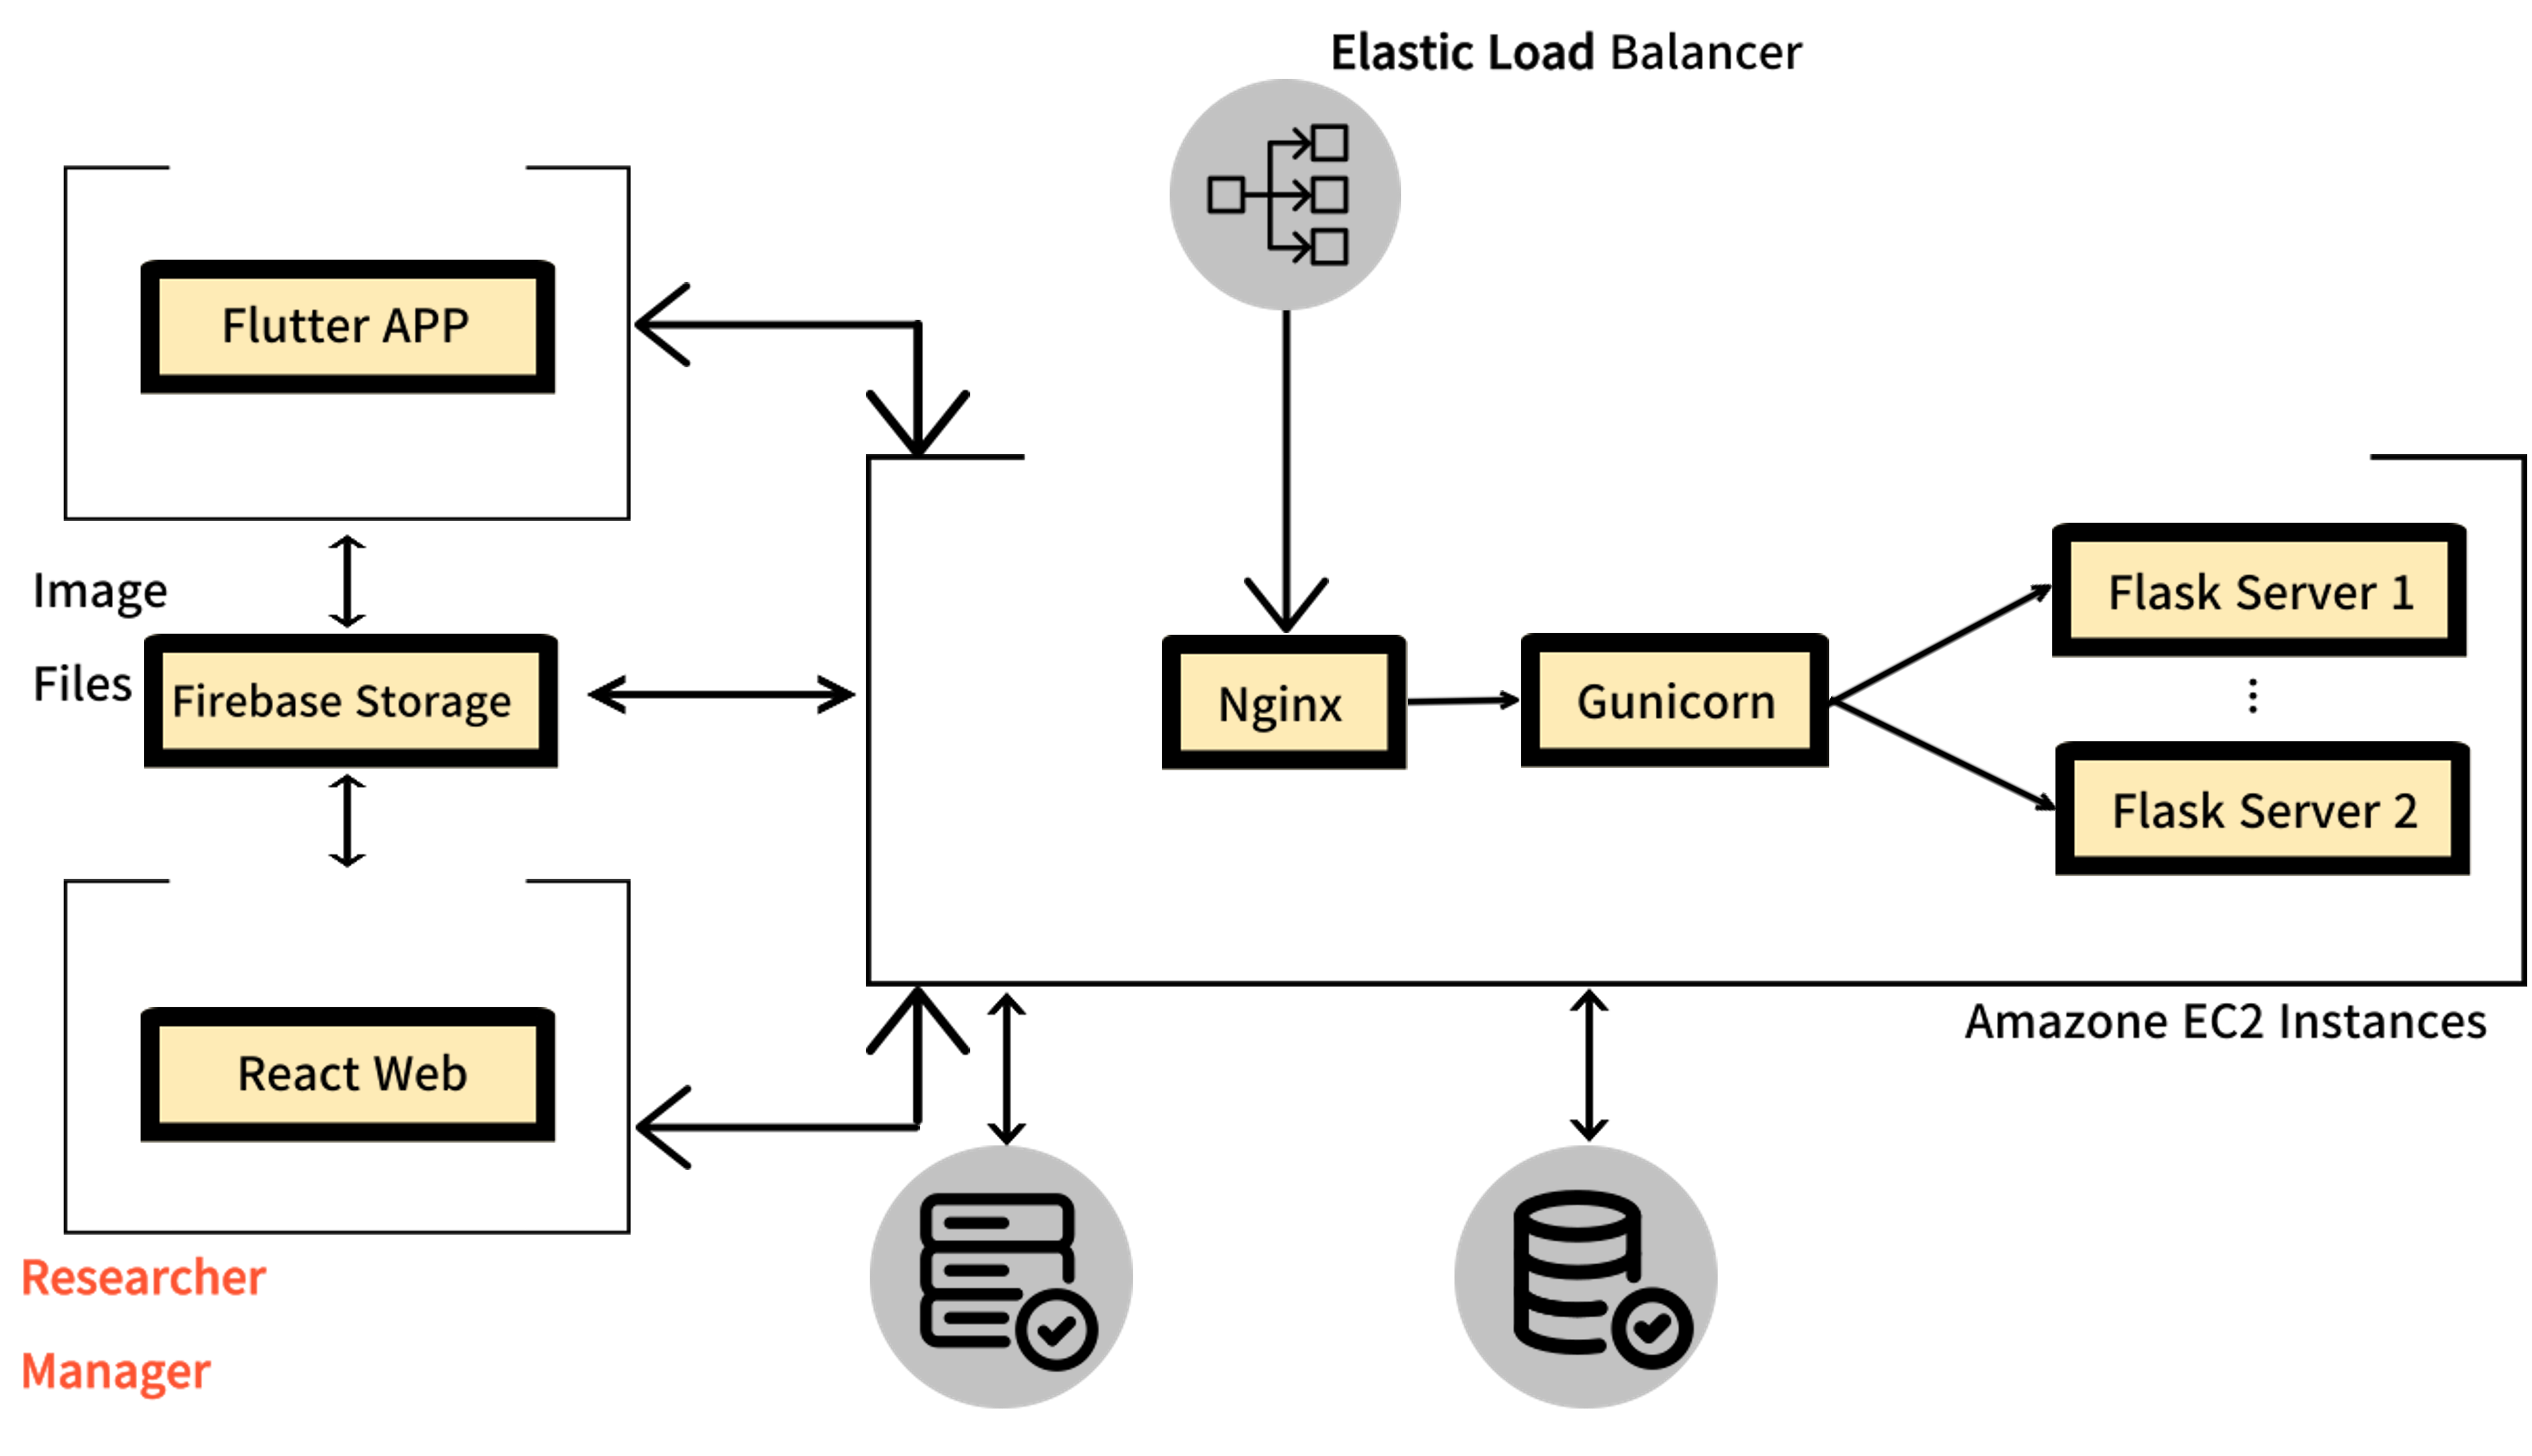 Elastic Load Balancer
Flutter APP
Image
Files
Firebase Storage
Nginx
Gunicorn
Flask Server 1
Flask Server 2
Amazone EC2 Instances
React Web
Researcher
Manager